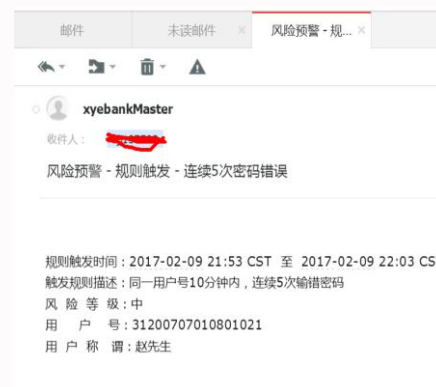 邮件 未读邮件 × 风险预警 - 规... ×
xyebankMaster
收件人：
风险预警 - 规则触发 - 连续5次密码错误
规则触发时间：2017-02-09 21:53 CST 至 2017-02-09 22:03 CS
触发规则描述：同一用户号10分钟内，连续5次输错密码
风 险 等 级：中
用 户 号：31200707010801021
用 户 称 谓：赵先生